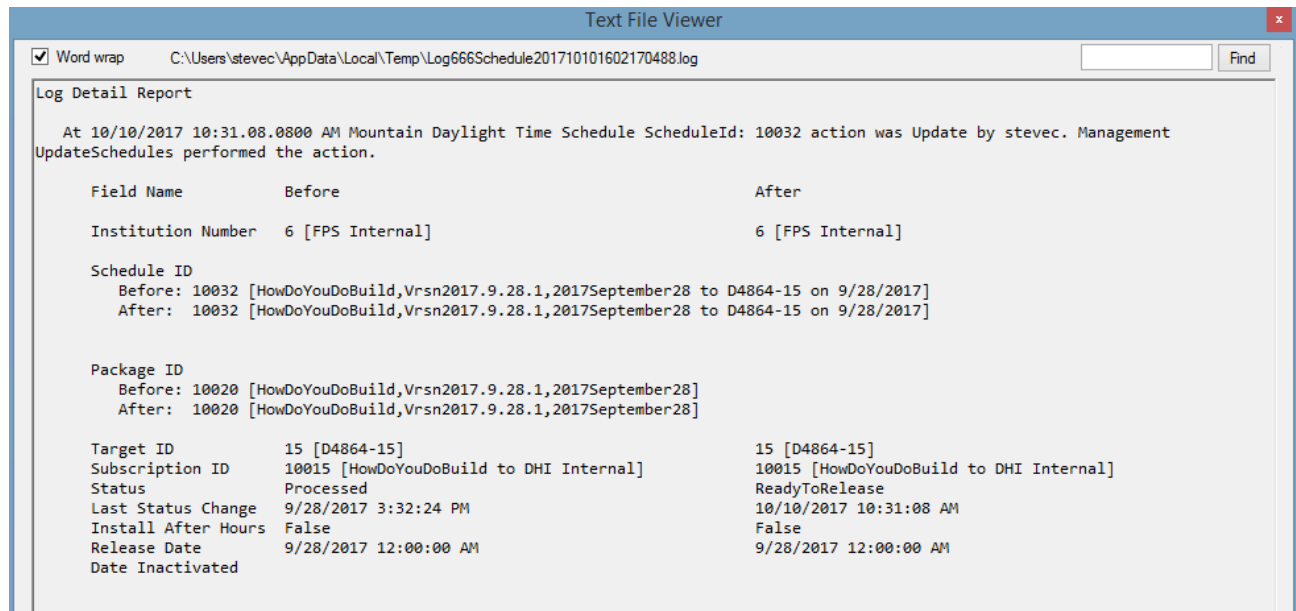 Text File Viewer
x
Word wrap C:\Users\stevec\AppData\Local\Temp\Log666Schedule201710101602170488.log Find
Log Detail Report
At 10/10/2017 10:31.08.0800 AM Mountain Daylight Time Schedule ScheduleId: 10032 action was Update by stevec. Management
UpdateSchedules performed the action.
Field Name Before After
Institution Number 6 [FPS Internal] 6 [FPS Internal]
Schedule ID
Before: 10032 [HowDoYouDoBuild,Vrsn2017.9.28.1,2017September28 to D4864-15 on 9/28/2017]
After: 10032 [HowDoYouDoBuild,Vrsn2017.9.28.1,2017September28 to D4864-15 on 9/28/2017]
Package ID
Before: 10020 [HowDoYouDoBuild,Vrsn2017.9.28.1,2017September28]
After: 10020 [HowDoYouDoBuild,Vrsn2017.9.28.1,2017September28]
Target ID 15 [D4864-15] 15 [D4864-15]
Subscription ID 10015 [HowDoYouDoBuild to DHI Internal] 10015 [HowDoYouDoBuild to DHI Internal]
Status Processed ReadyToRelease
Last Status Change 9/28/2017 3:32:24 PM 10/10/2017 10:31:08 AM
Install After Hours False False
Release Date 9/28/2017 12:00:00 AM 9/28/2017 12:00:00 AM
Date Inactivated